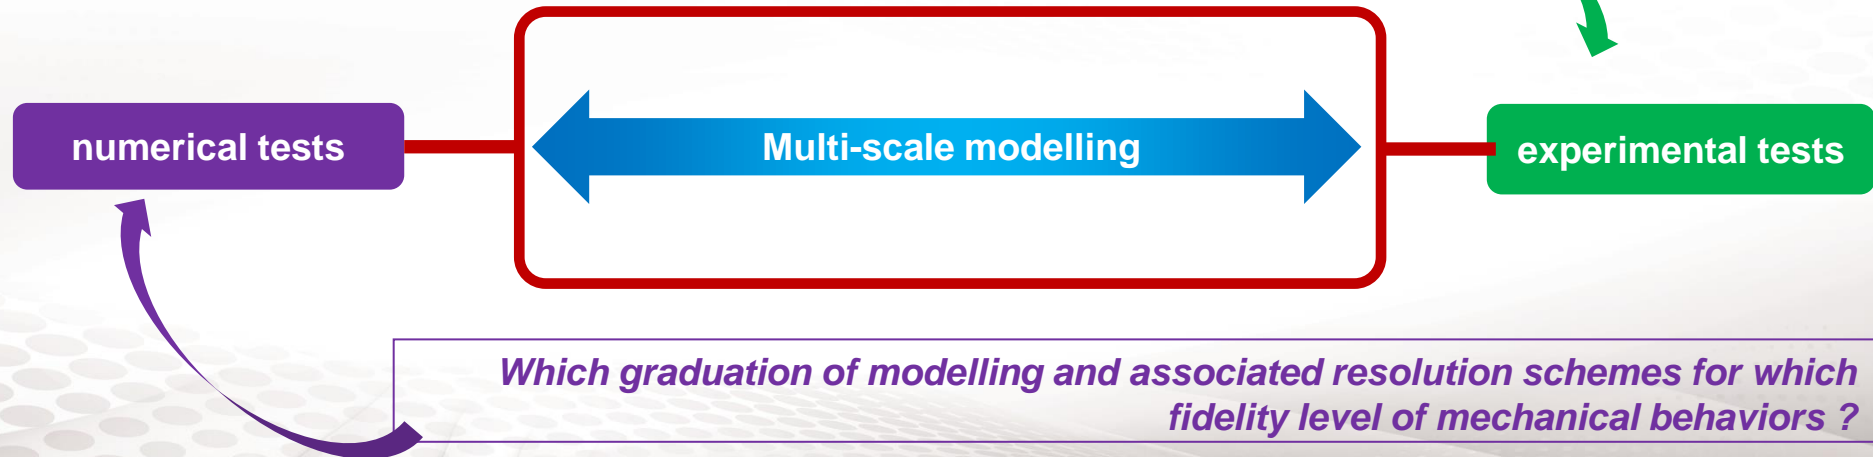 numerical tests
Multi-scale modelling
experimental tests
Which graduation of modelling and associated resolution schemes for which
fidelity level of mechanical behaviors ?